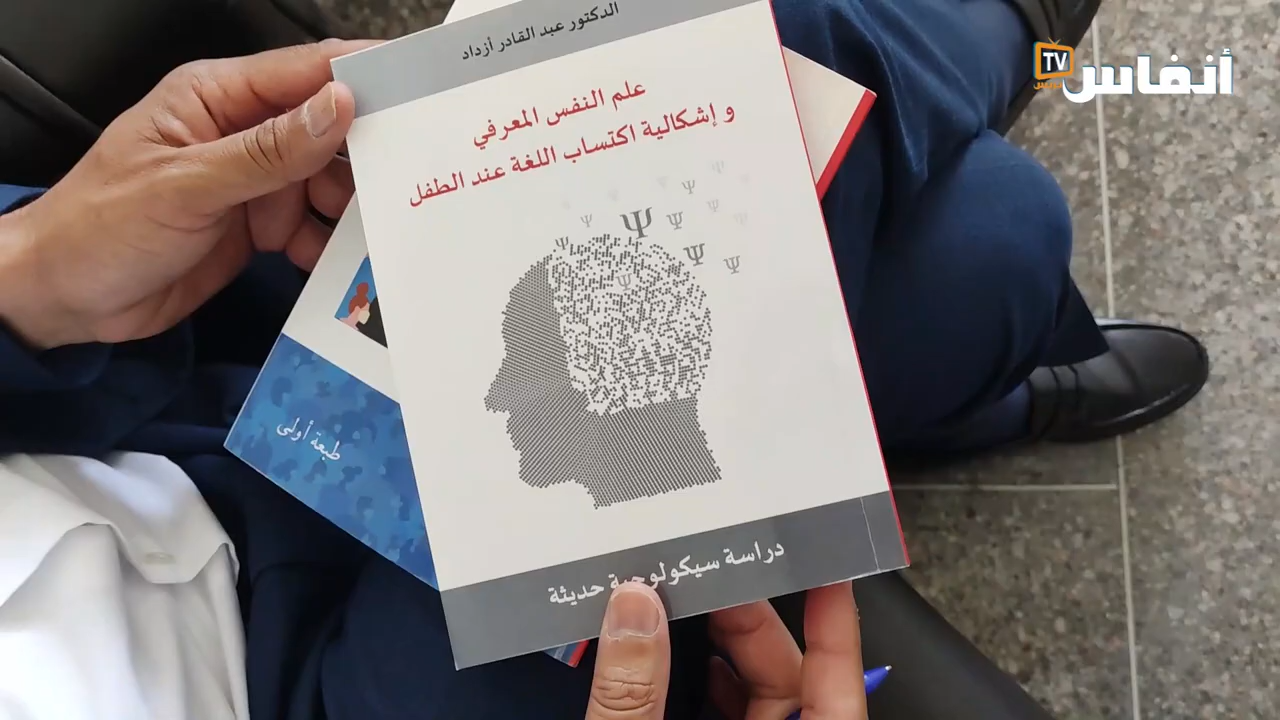 الدكتور عبد القادر أزداد
علم النفس المعرفي
و إشكالية اكتساب اللغة عند الطفل
Ψ Ψ Ψ Ψ Ψ Ψ Ψ Ψ
دراسة سيكولوجية حديثة
طبعة أولى
TV
أنفاس
بريس